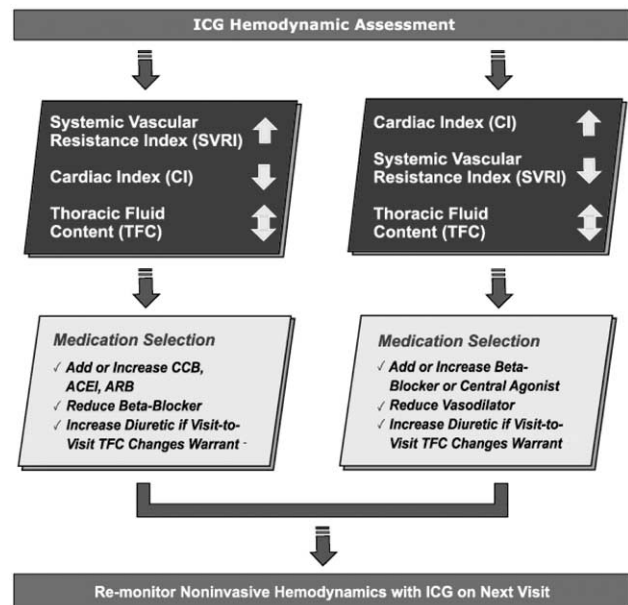 ICG Hemodynamic Assessment
Systemic Vascular
Resistance Index (SVRI)
Cardiac Index (CI)
Thoracic Fluid
Content (TFC)
Cardiac Index (CI)
Systemic Vascular
Resistance Index (SVRI)
Thoracic Fluid
Content (TFC)
Medication Selection
✓ Add or Increase CCB,
ACEI, ARB
✓ Reduce Beta-Blocker
✓ Increase Diuretic if Visit-to-
Visit TFC Changes Warrant
Medication Selection
✓ Add or Increase Beta-
Blocker or Central Agonist
✓ Reduce Vasodilator
✓ Increase Diuretic if Visit-to-
Visit TFC Changes Warrant
Re-monitor Noninvasive Hemodynamics with ICG on Next Visit